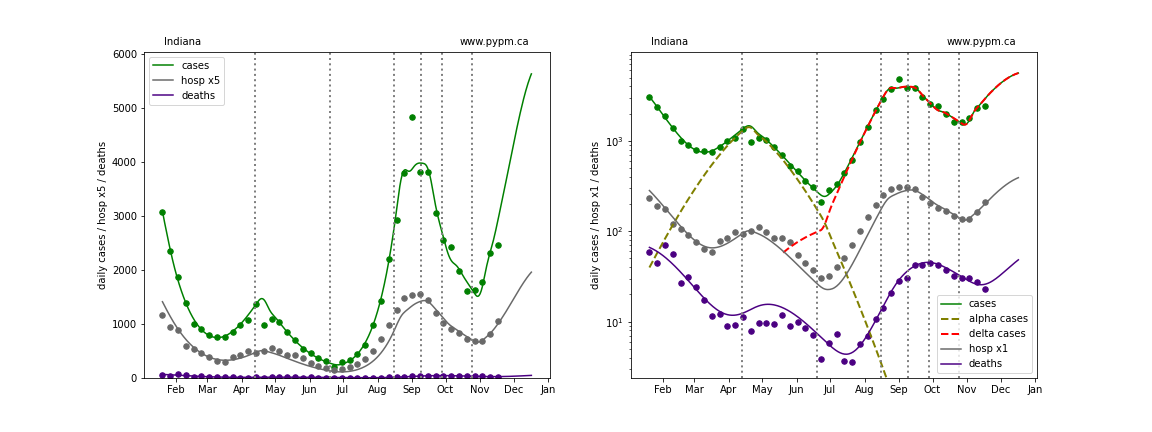 Indiana
www.pypm.ca
6000
5000
4000
3000
2000
1000
0
daily cases / hosp x5 / deaths
cases
hosp x5
deaths
Feb Mar Apr May Jun Jul Aug Sep Oct Nov Dec Jan
Indiana
www.pypm.ca
10³
10²
10¹
daily cases / hosp x1 / deaths
cases
alpha cases
delta cases
hosp x1
deaths
Feb Mar Apr May Jun Jul Aug Sep Oct Nov Dec Jan